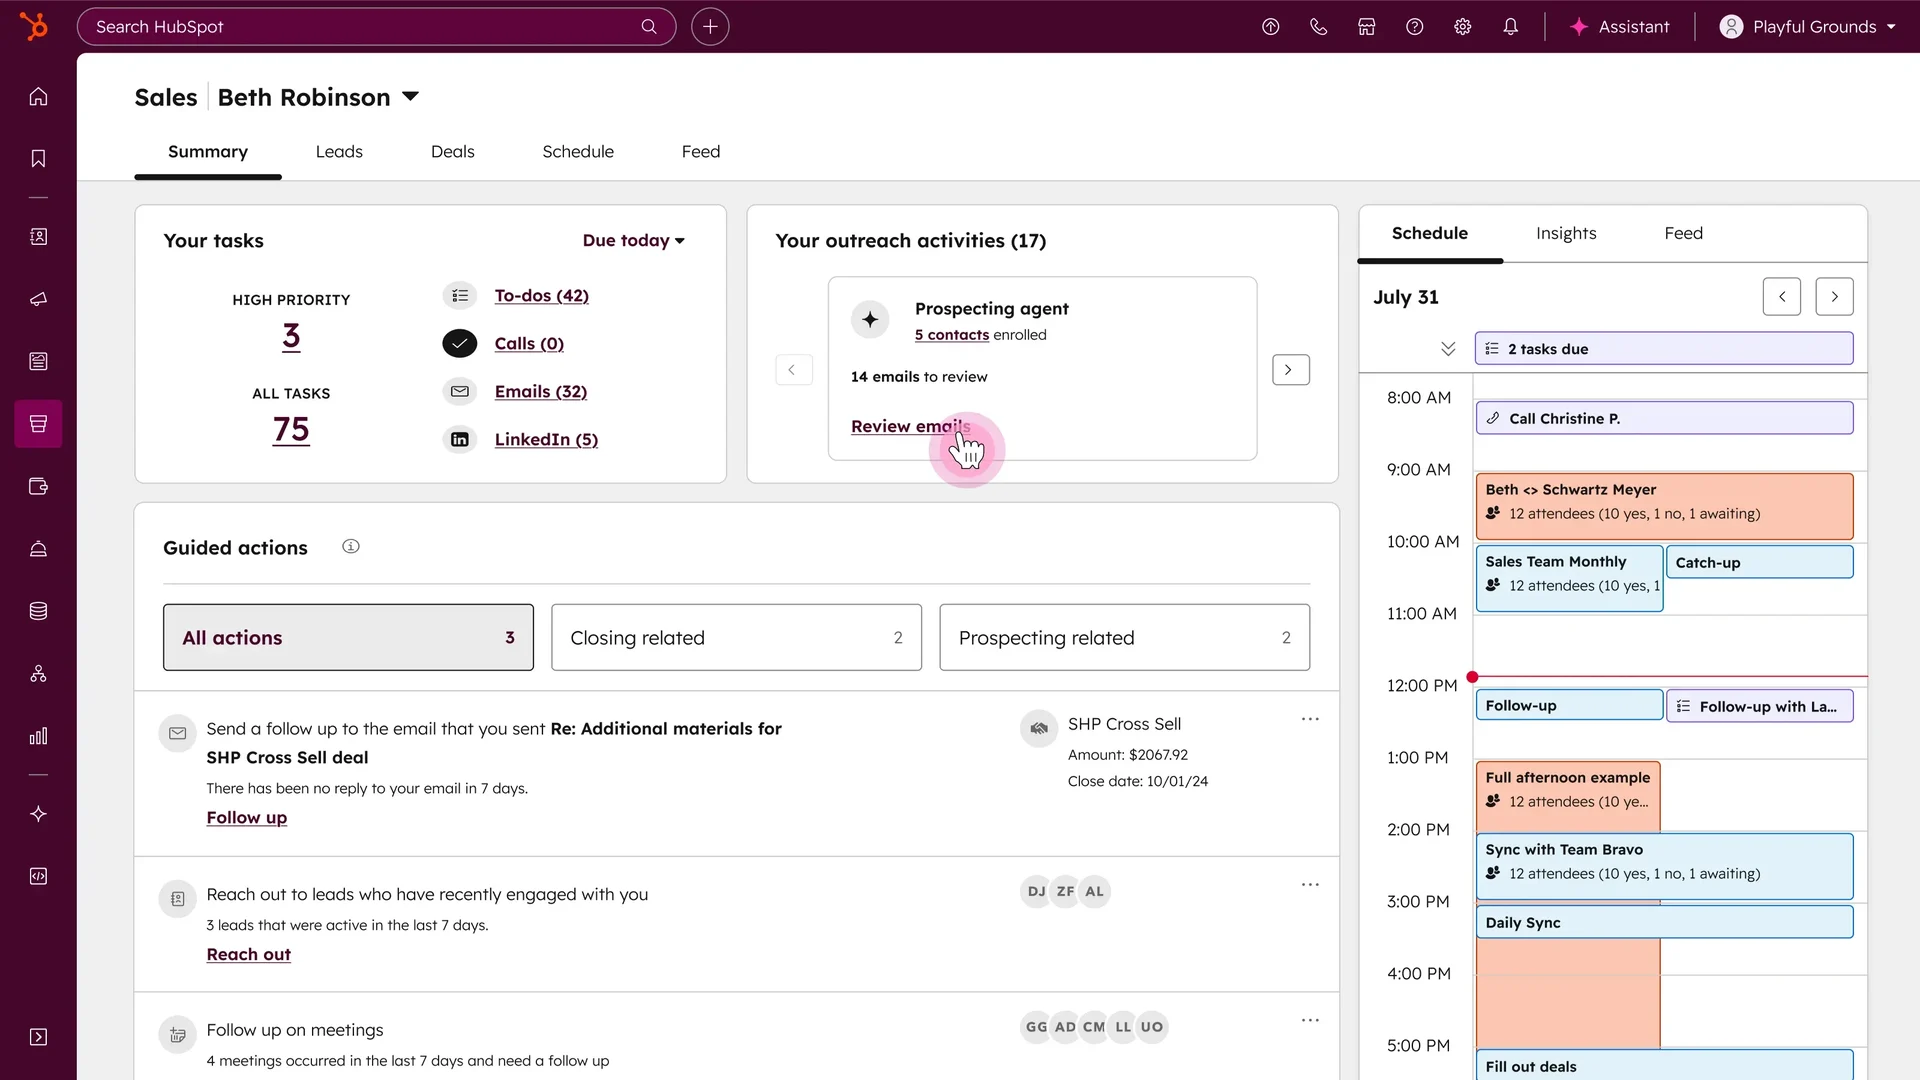 Search HubSpot
Assistant
Playful Grounds
Sales
Beth Robinson
Summary
Leads
Deals
Schedule
Feed
Your tasks
Due today
HIGH PRIORITY
3
ALL TASKS
75
To-dos (42)
Calls (0)
Emails (32)
LinkedIn (5)
Your outreach activities (17)
Prospecting agent
5 contacts enrolled
14 emails to review
Review emails
Guided actions
All actions 3
Closing related 2
Prospecting related 2
Send a follow up to the email that you sent Re: Additional materials for
SHP Cross Sell deal
There has been no reply to your email in 7 days.
Follow up
SHP Cross Sell
Amount: $2067.92
Close date: 10/01/24
Reach out to leads who have recently engaged with you
3 leads that were active in the last 7 days.
Reach out
DJ ZF AL
Follow up on meetings
4 meetings occurred in the last 7 days and need a follow up
GG AD CM LL UO
Schedule
Insights
Feed
July 31
2 tasks due
8:00 AM
Call Christine P.
9:00 AM
Beth <> Schwartz Meyer
12 attendees (10 yes, 1 no, 1 awaiting)
10:00 AM
Sales Team Monthly
12 attendees (10 yes, 1
Catch-up
11:00 AM
12:00 PM
Follow-up
Follow-up with La...
1:00 PM
Full afternoon example
12 attendees (10 ye...
2:00 PM
Sync with Team Bravo
12 attendees (10 yes, 1 no, 1 awaiting)
3:00 PM
Daily Sync
4:00 PM
5:00 PM
Fill out deals